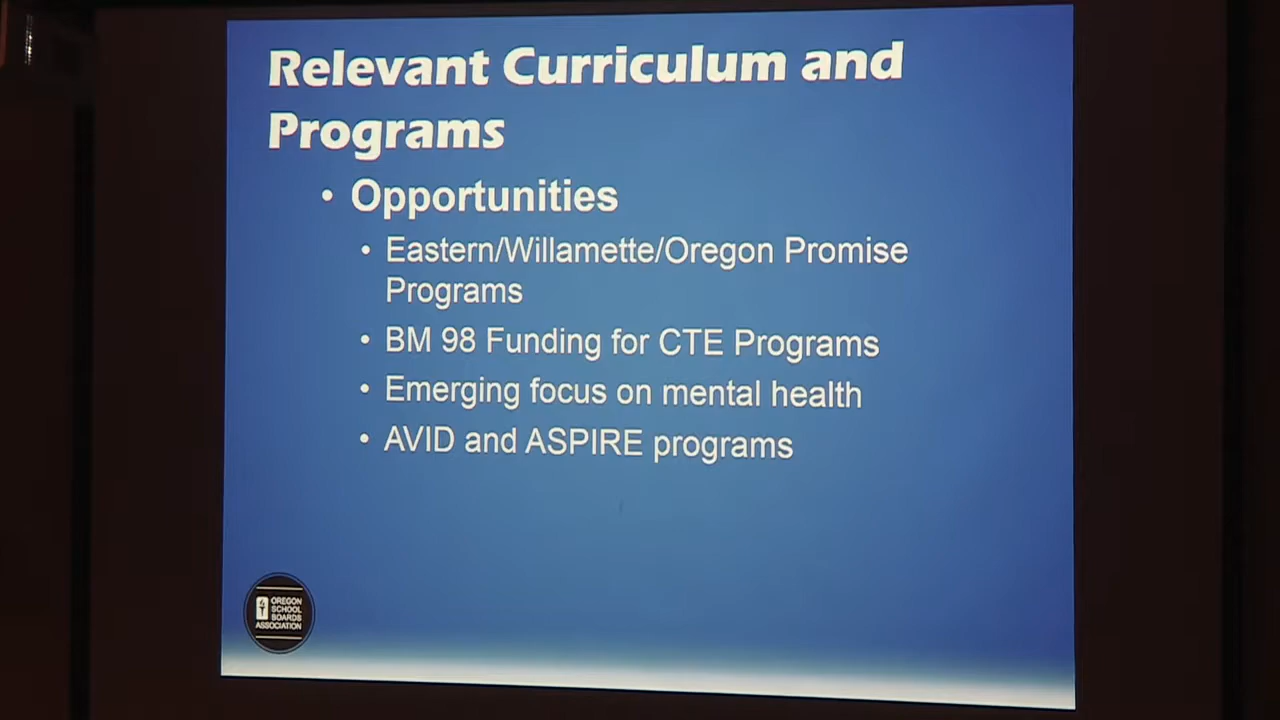 Relevant Curriculum and
Programs
• Opportunities
• Eastern/Willamette/Oregon Promise
Programs
• BM 98 Funding for CTE Programs
• Emerging focus on mental health
• AVID and ASPIRE programs
OREGON
SCHOOL
BOARDS
ASSOCIATION